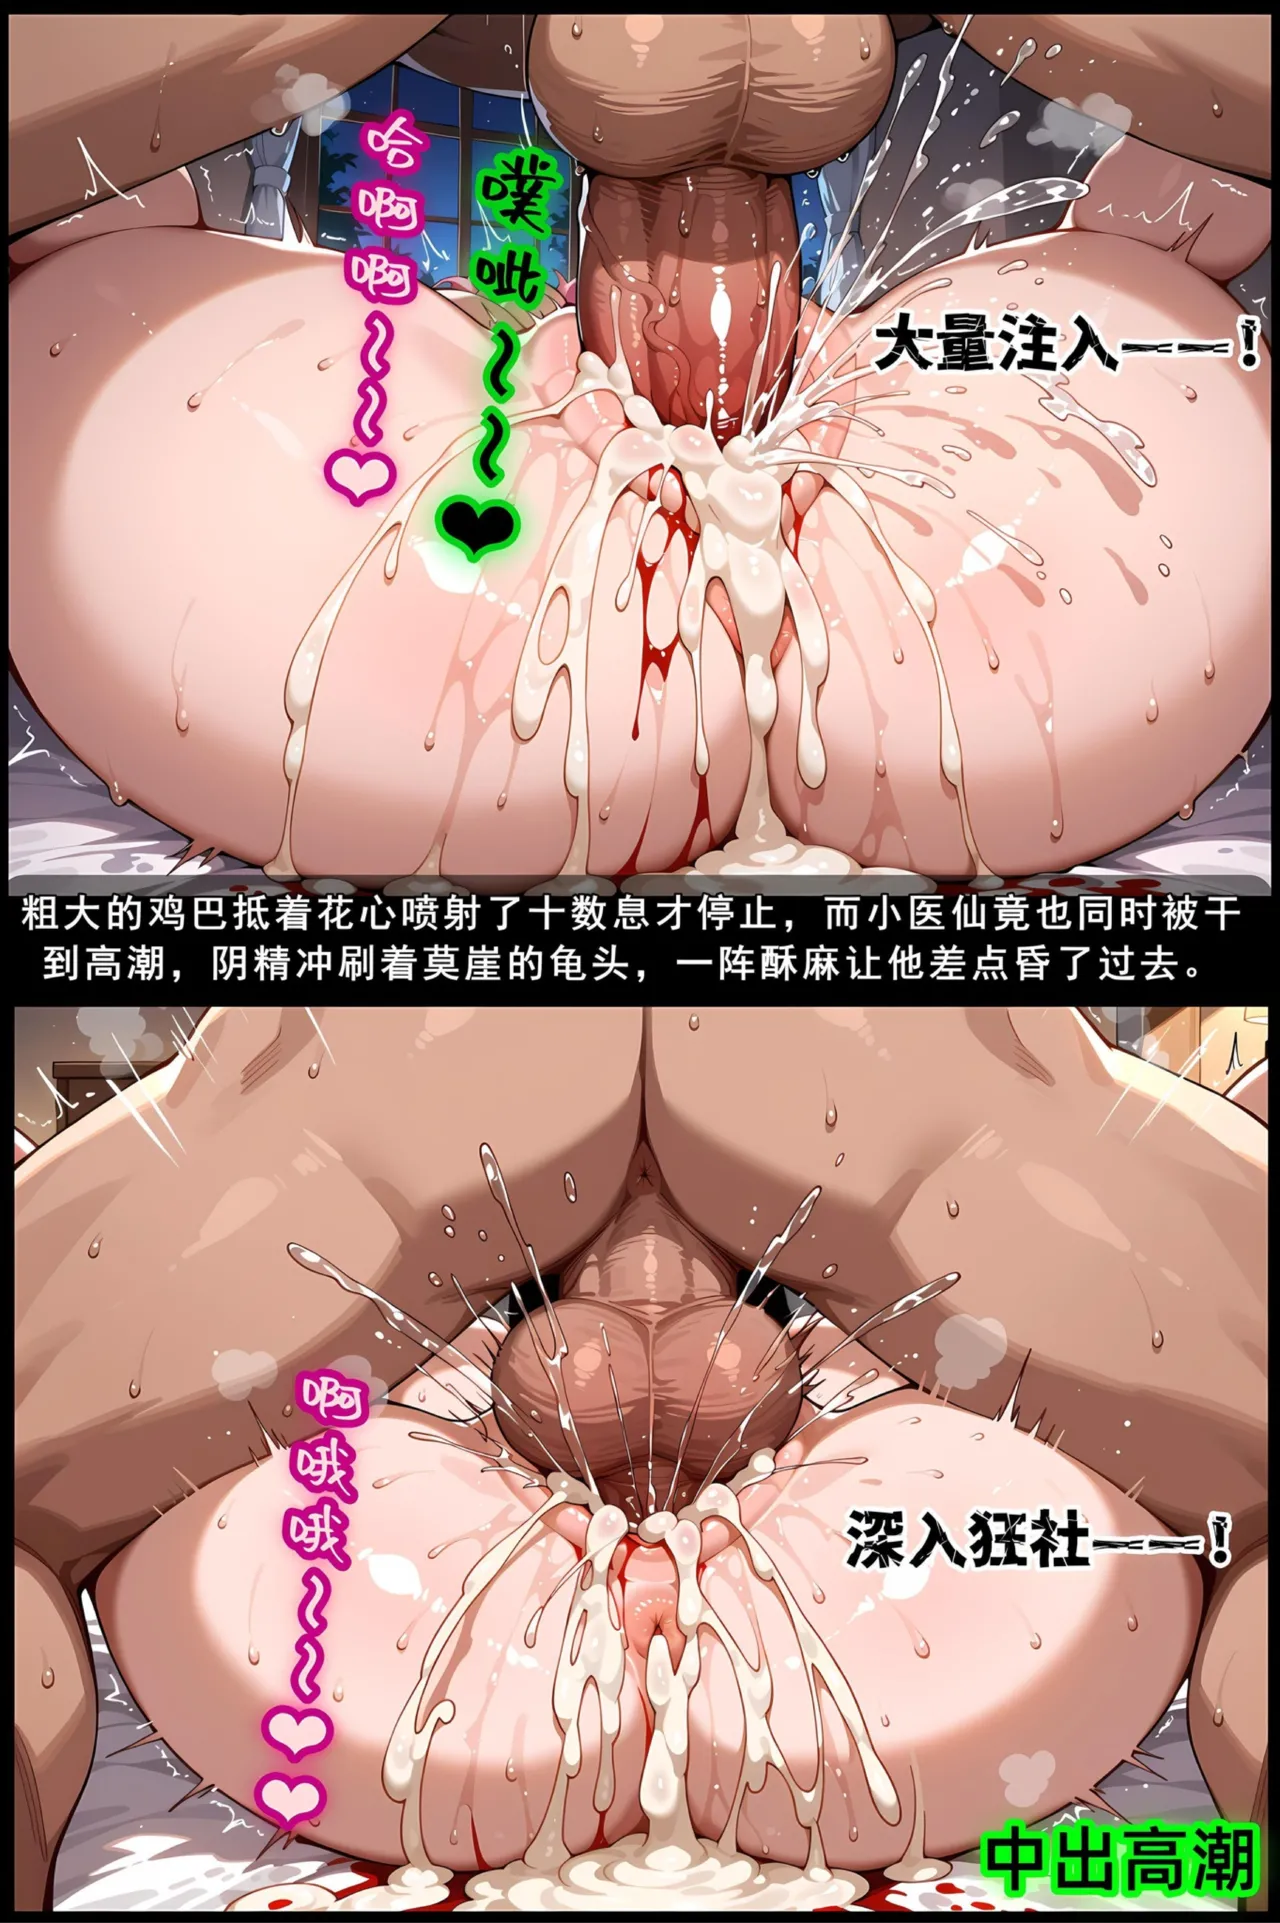 哈啊啊～～♥
噗呲～～♥
大量注入——！
粗大的鸡巴抵着花心喷射了十数息才停止，而小医仙竟也同时被干
到高潮，阴精冲刷着莫崖的龟头，一阵酥麻让他差点昏了过去。
啊哦哦～～♥♥
深入狂社——！
中出高潮